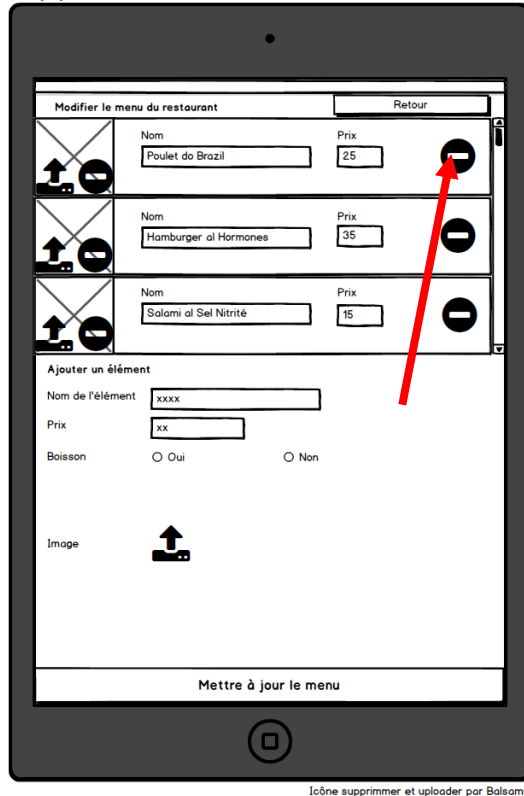 Modifier le menu du restaurant Retour
Nom Prix
Poulet do Brazil 25
Nom Prix
Hamburger al Hormones 35
Nom Prix
Salami al Sel Nitrité 15
Ajouter un élément
Nom de l'élément xxxx
Prix xx
Boisson Oui Non
Image
Mettre à jour le menu
Icône supprimmer et uploader par Balsam